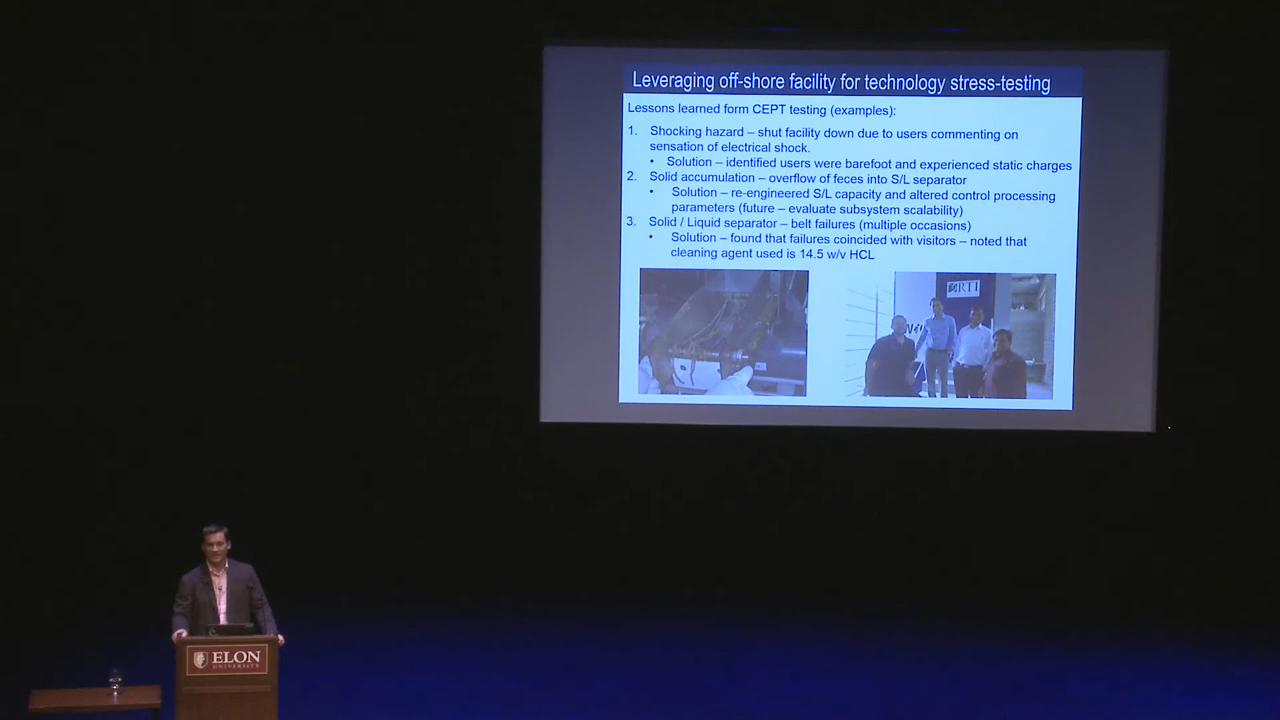 Leveraging off-shore facility for technology stress-testing
Lessons learned form CEPT testing (examples):
1. Shocking hazard – shut facility down due to users commenting on
sensation of electrical shock.
• Solution – identified users were barefoot and experienced static charges
2. Solid accumulation – overflow of feces into S/L separator
• Solution – re-engineered S/L capacity and altered control processing
parameters (future – evaluate subsystem scalability)
3. Solid / Liquid separator – belt failures (multiple occasions)
• Solution – found that failures coincided with visitors – noted that
cleaning agent used is 14.5 w/v HCL
RTI
ELON
UNIVERSITY